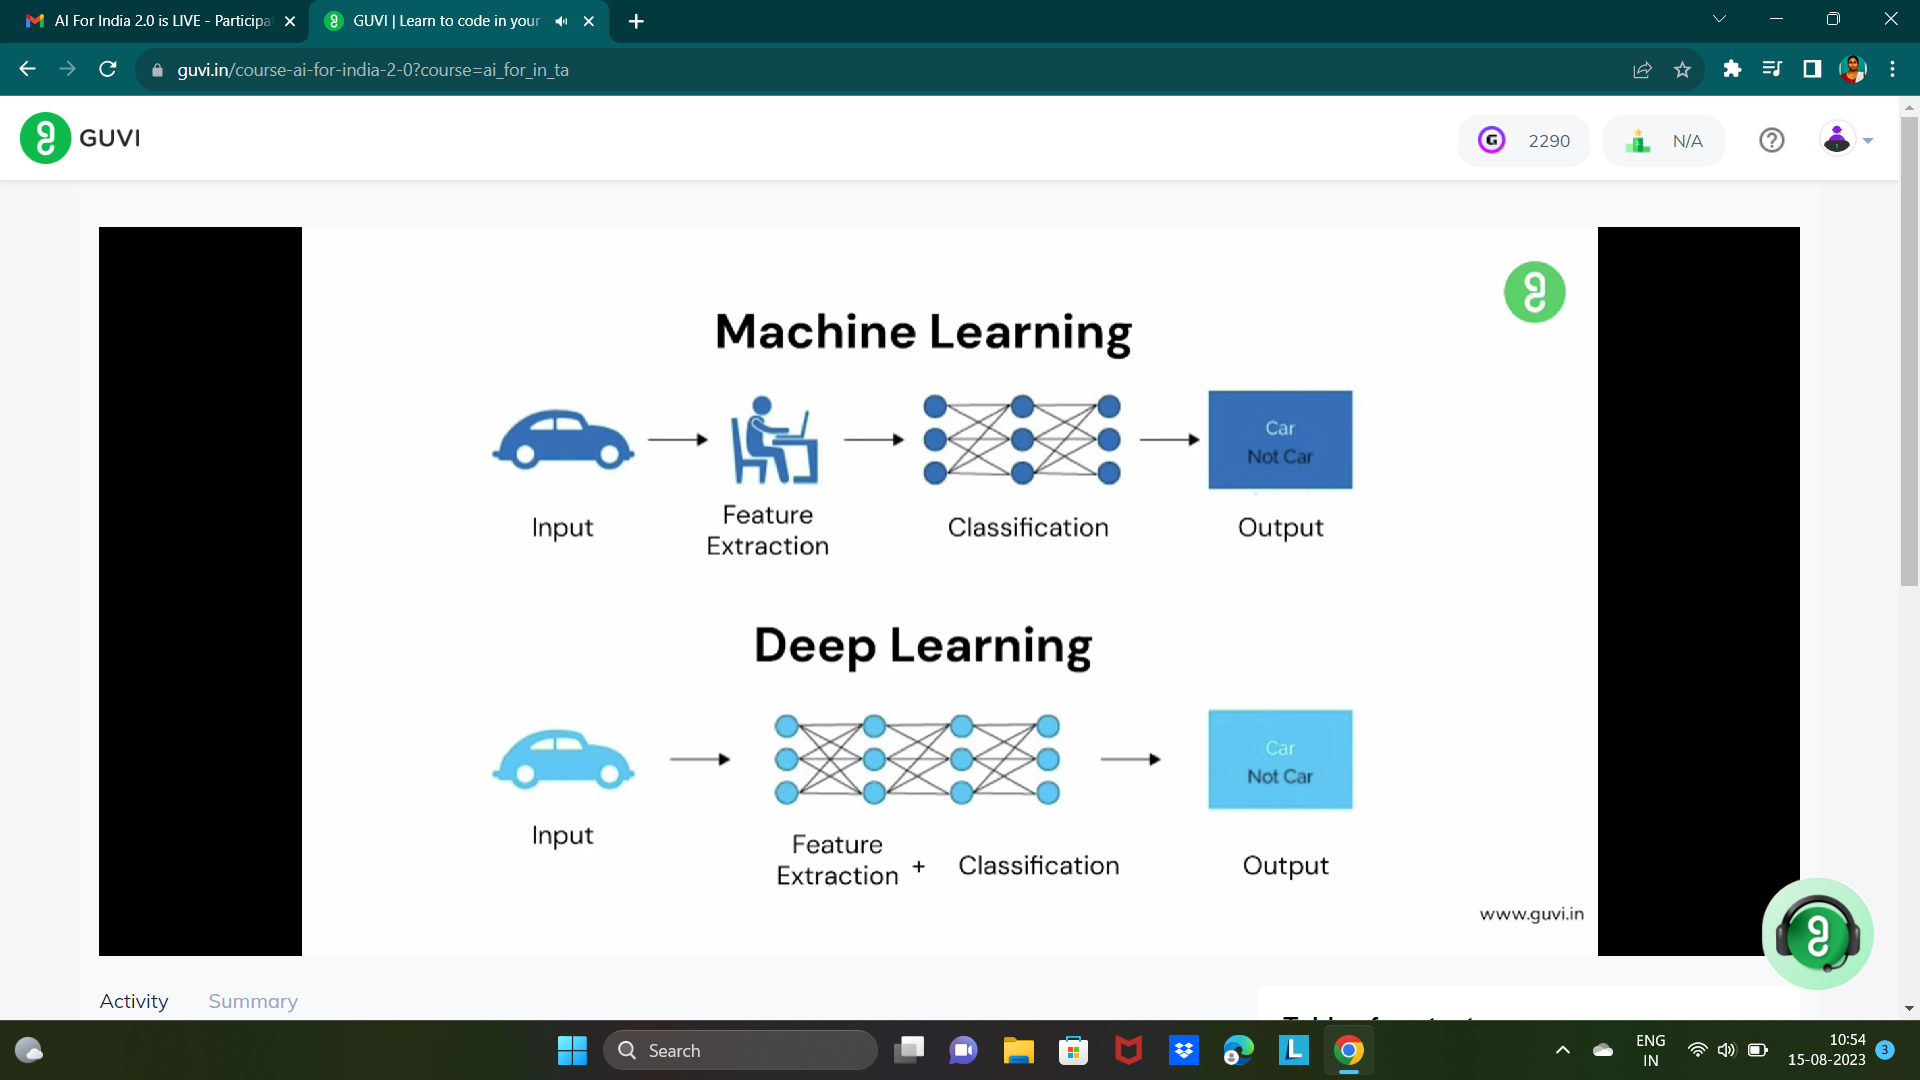 AI For India 2.0 is LIVE - Participa
GUVI | Learn to code in your
guvi.in/course-ai-for-india-2-0?course=ai_for_in_ta
GUVI
G
2290
N/A
Machine Learning
Car
Not Car
Input
Feature
Extraction
Classification
Output
Deep Learning
Car
Not Car
Input
Feature
Extraction
+
Classification
Output
www.guvi.in
Activity
Summary
Search
L
ENG
IN
10:54
15-08-2023
3